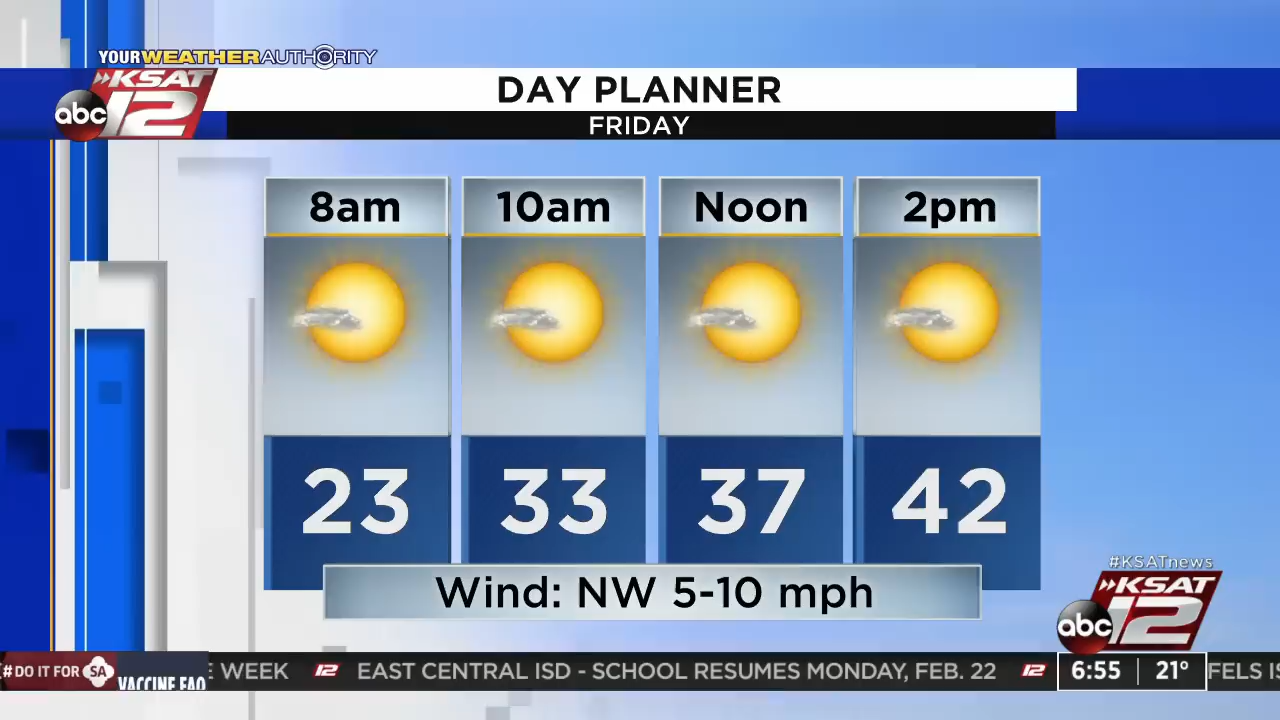 YOURWEATHERAUTHORITY
KSAT
abc 12
DAY PLANNER
FRIDAY
8am 10am Noon 2pm
23 33 37 42
Wind: NW 5-10 mph
#KSATnews
KSAT
abc 12
#DO IT FOR SA
VACCINE FAQ
WEEK 12 EAST CENTRAL ISD - SCHOOL RESUMES MONDAY, FEB. 22 12
6:55 21°